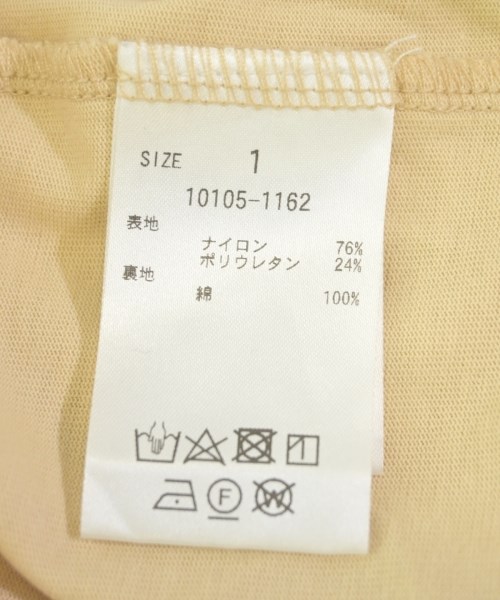 SIZE 1
10105-1162
表地
ナイロン 76%
ポリウレタン 24%
裏地
綿 100%
F W